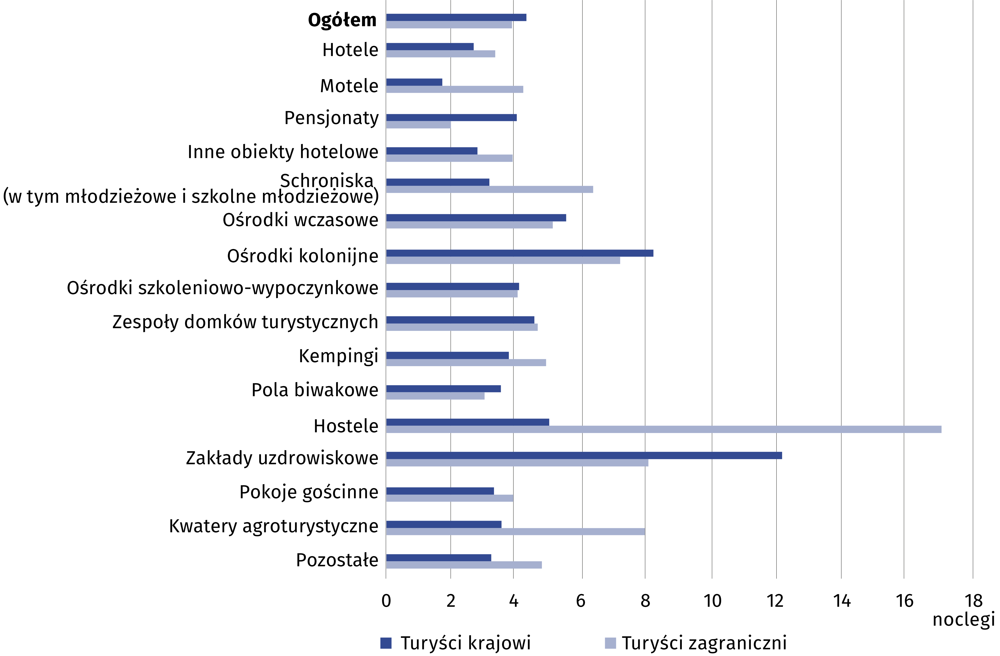 Ogółem
Hotele
Motele
Pensjonaty
Inne obiekty hotelowe
Schroniska
(w tym młodzieżowe i szkolne młodzieżowe)
Ośrodki wczasowe
Ośrodki kolonijne
Ośrodki szkoleniowo-wypoczynkowe
Zespoły domków turystycznych
Kempingi
Pola biwakowe
Hostele
Zakłady uzdrowiskowe
Pokoje gościnne
Kwatery agroturystyczne
Pozostałe
0 2 4 6 8 10 12 14 16 18
noclegi
Turyści krajowi Turyści zagraniczni